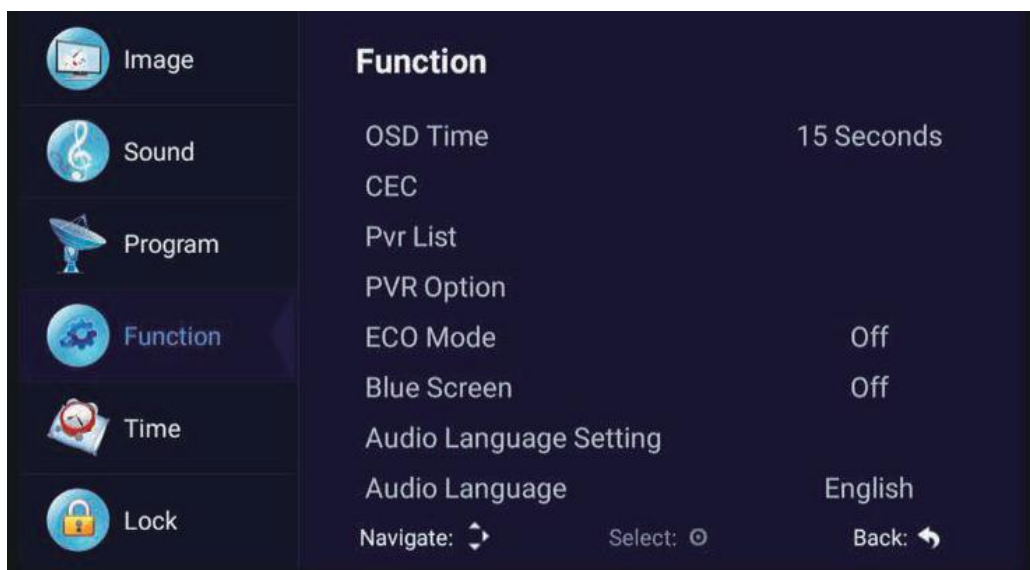 Image
Sound
Program
Function
Time
Lock
Function
OSD Time 15 Seconds
CEC
Pvr List
PVR Option
ECO Mode Off
Blue Screen Off
Audio Language Setting
Audio Language English
Navigate: Select: Back: